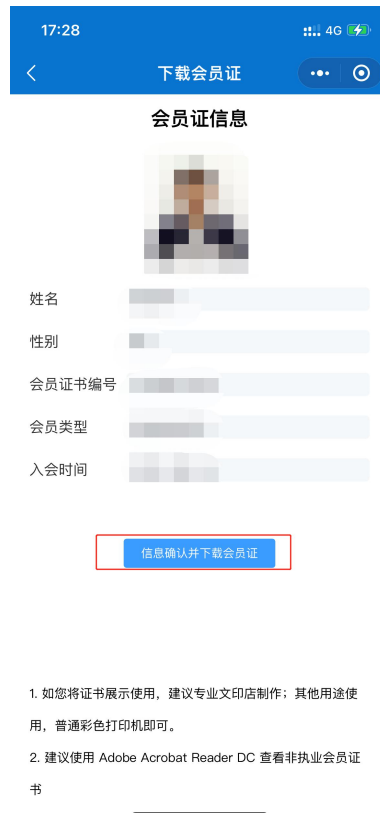 17:28
4G
下载会员证
会员证信息
姓名
性别
会员证书编号
会员类型
入会时间
信息确认并下载会员证
1. 如您将证书展示使用，建议专业文印店制作；其他用途使
用，普通彩色打印机即可。
2. 建议使用 Adobe Acrobat Reader DC 查看非执业会员证
书